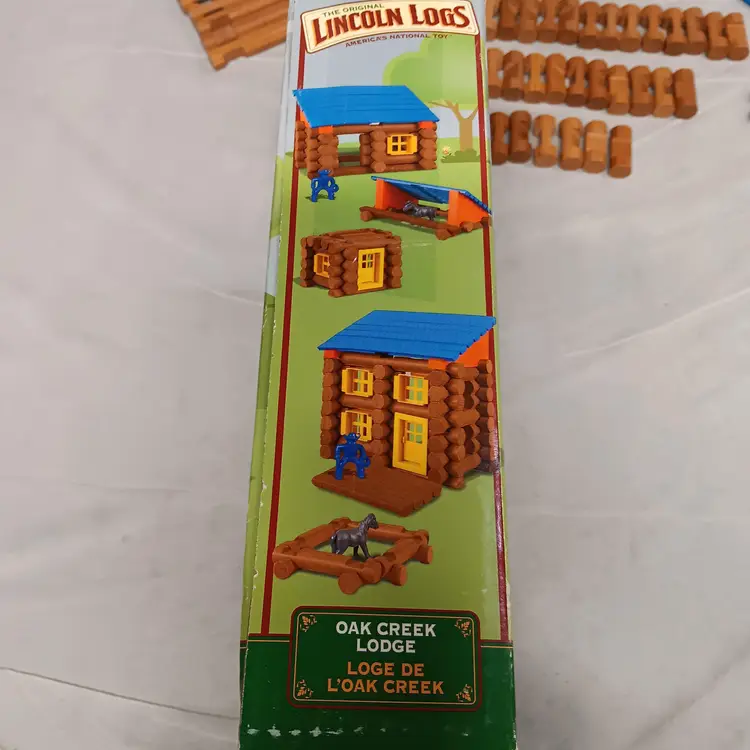 THE ORIGINAL
LINCOLN LOGS
AMERICA'S NATIONAL TOY
OAK CREEK
LODGE
LOGE DE
L'OAK CREEK